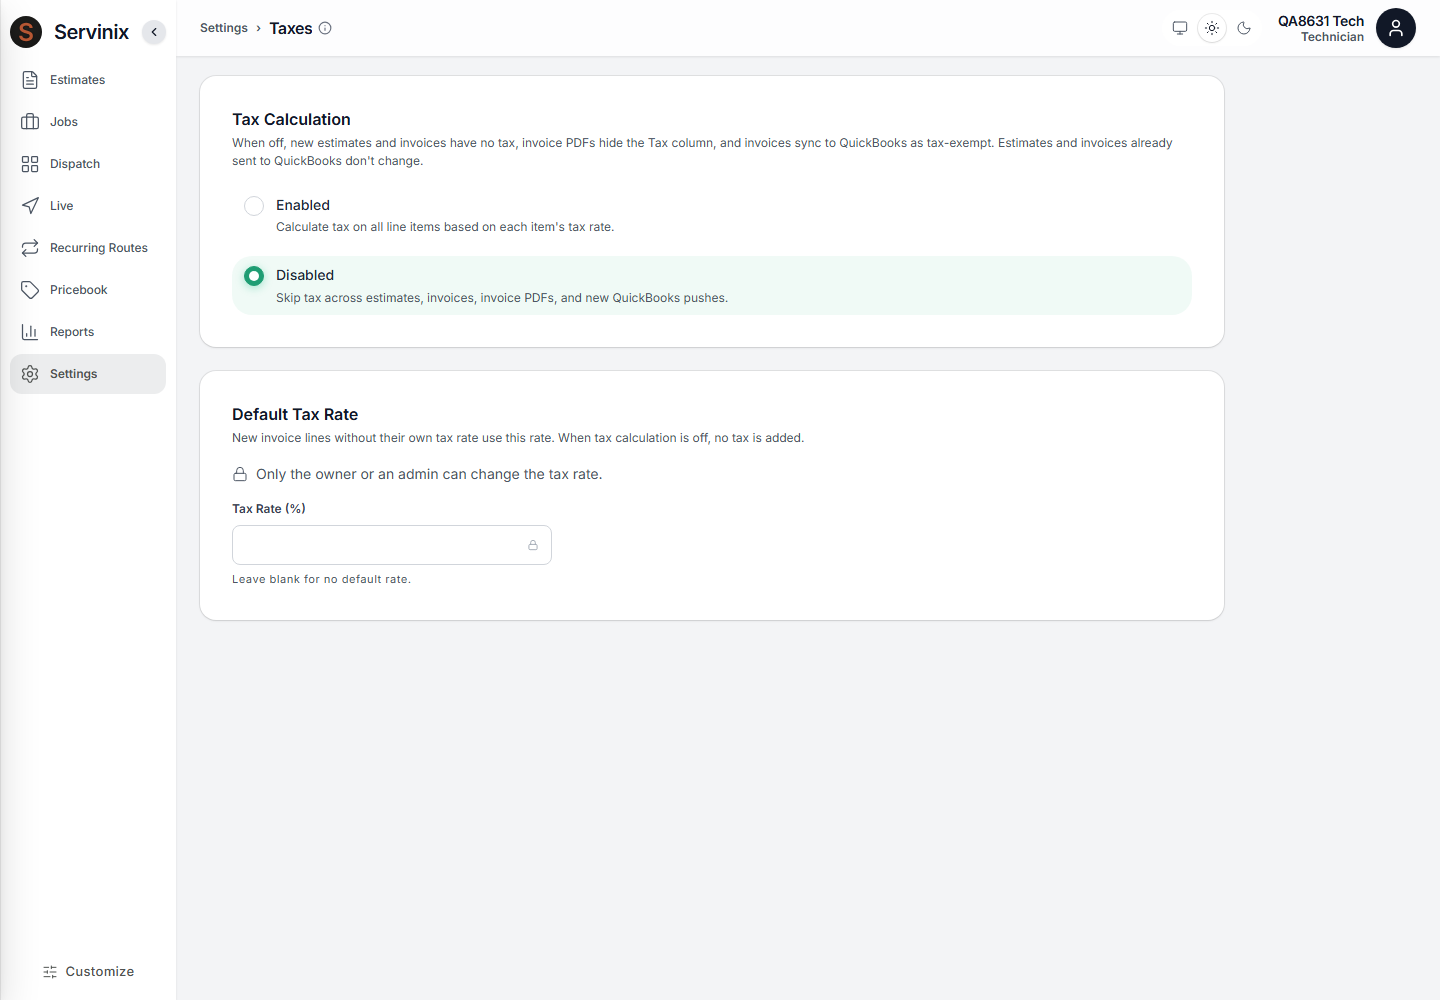 S Servinix
Estimates
Jobs
Dispatch
Live
Recurring Routes
Pricebook
Reports
Settings
Customize
Settings › Taxes
QA8631 Tech
Technician
Tax Calculation
When off, new estimates and invoices have no tax, invoice PDFs hide the Tax column, and invoices sync to QuickBooks as tax-exempt. Estimates and invoices already
sent to QuickBooks don't change.
Enabled
Calculate tax on all line items based on each item's tax rate.
Disabled
Skip tax across estimates, invoices, invoice PDFs, and new QuickBooks pushes.
Default Tax Rate
New invoice lines without their own tax rate use this rate. When tax calculation is off, no tax is added.
Only the owner or an admin can change the tax rate.
Tax Rate (%)
Leave blank for no default rate.